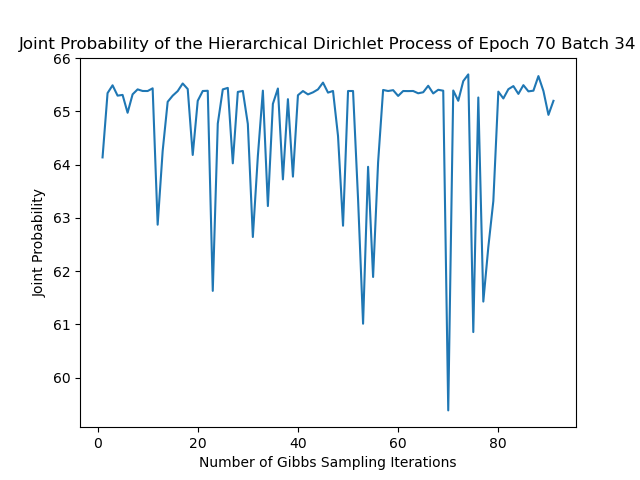 Joint Probability of the Hierarchical Dirichlet Process of Epoch 70 Batch 34
66
65
64
63
62
61
60
Joint Probability
0 20 40 60 80
Number of Gibbs Sampling Iterations